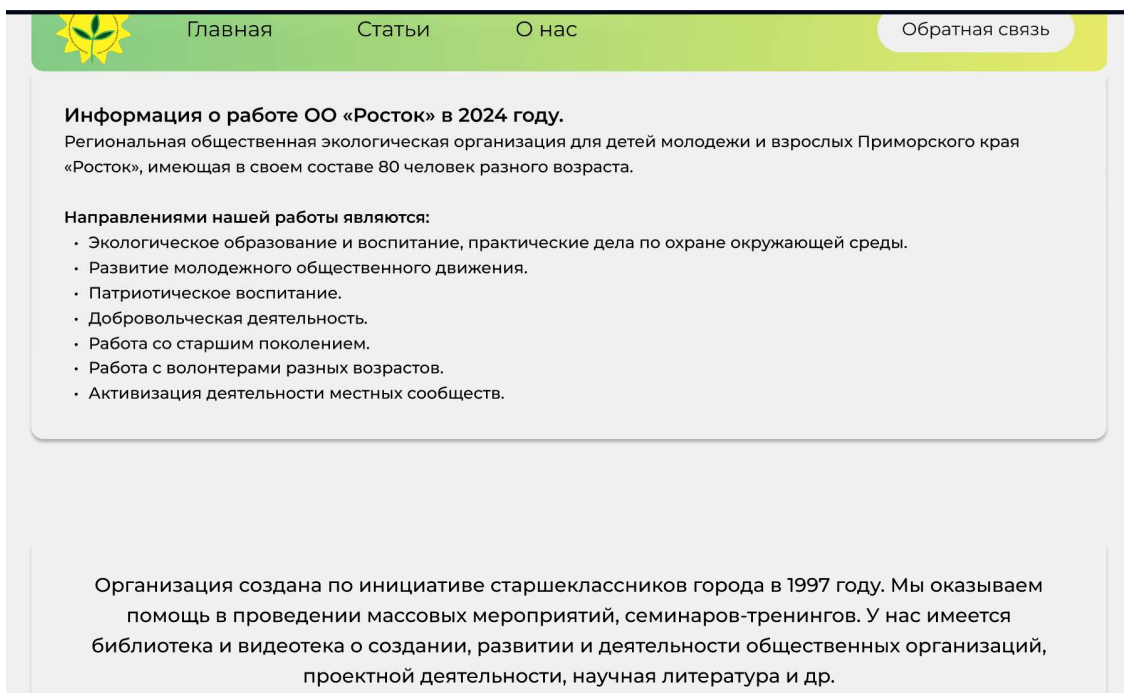 Главная Статьи О нас Обратная связь
Информация о работе ОО «Росток» в 2024 году.
Региональная общественная экологическая организация для детей молодежи и взрослых Приморского края
«Росток», имеющая в своем составе 80 человек разного возраста.
Направлениями нашей работы являются:
• Экологическое образование и воспитание, практические дела по охране окружающей среды.
• Развитие молодежного общественного движения.
• Патриотическое воспитание.
• Добровольческая деятельность.
• Работа со старшим поколением.
• Работа с волонтерами разных возрастов.
• Активизация деятельности местных сообществ.
Организация создана по инициативе старшеклассников города в 1997 году. Мы оказываем
помощь в проведении массовых мероприятий, семинаров-тренингов. У нас имеется
библиотека и видеотека о создании, развитии и деятельности общественных организаций,
проектной деятельности, научная литература и др.